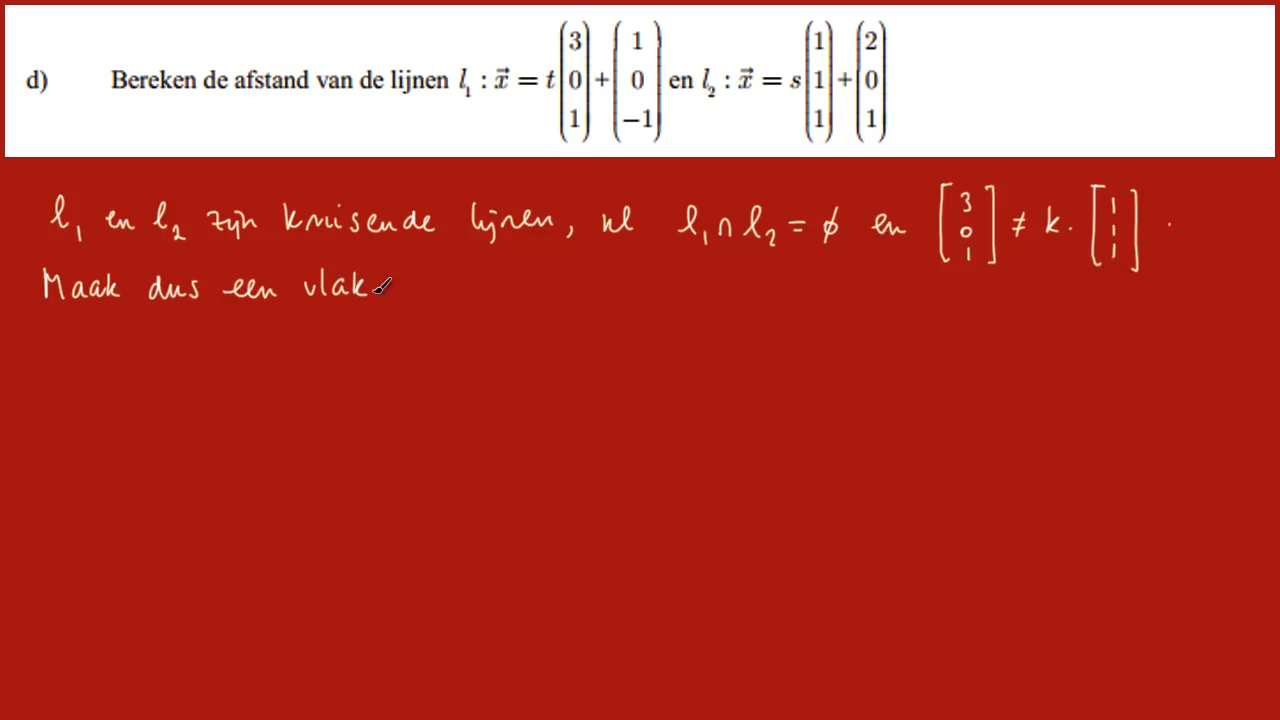 d) Bereken de afstand van de lijnen l₁ : x⃗ = t (3 0 1) + (1 0 −1) en l₂ : x⃗ = s (1 1 1) + (2 0 1)
l₁ en l₂ zijn kruisende lijnen, nl l₁ ∩ l₂ = ϕ en [3 0 1] ≠ k · [1 1 1] .
Maak dus een vlak